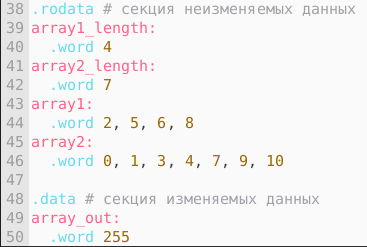 38 .rodata # секция неизменяемых данных
39 array1_length:
40   .word 4
41 array2_length:
42   .word 7
43 array1:
44   .word 2, 5, 6, 8
45 array2:
46   .word 0, 1, 3, 4, 7, 9, 10
47
48 .data # секция изменяемых данных
49 array_out:
50   .word 255